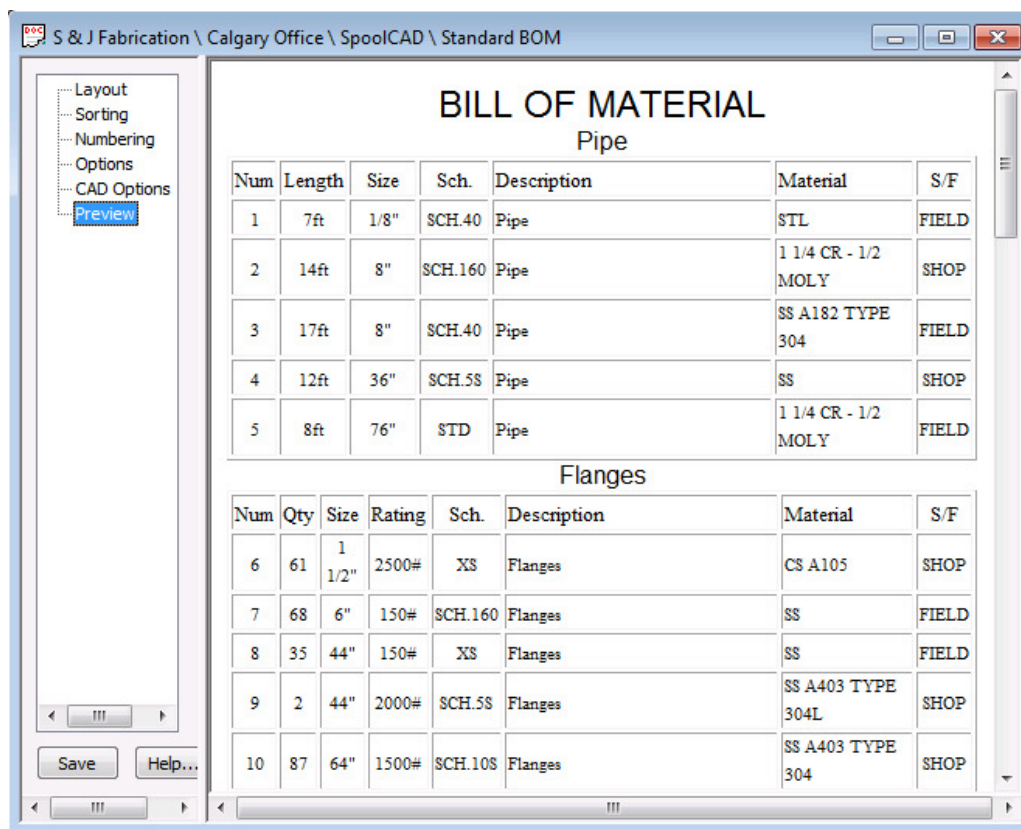 S & J Fabrication \ Calgary Office \ SpoolCAD \ Standard BOM
Layout
Sorting
Numbering
Options
CAD Options
Preview
Save
Help...
BILL OF MATERIAL
Pipe
Num Length Size Sch. Description Material S/F
1 7ft 1/8" SCH.40 Pipe STL FIELD
2 14ft 8" SCH.160 Pipe 1 1/4 CR - 1/2 MOLY SHOP
3 17ft 8" SCH.40 Pipe SS A182 TYPE 304 FIELD
4 12ft 36" SCH.5S Pipe SS SHOP
5 8ft 76" STD Pipe 1 1/4 CR - 1/2 MOLY FIELD
Flanges
Num Qty Size Rating Sch. Description Material S/F
6 61 1 1/2" 2500# XS Flanges CS A105 SHOP
7 68 6" 150# SCH.160 Flanges SS FIELD
8 35 44" 150# XS Flanges SS FIELD
9 2 44" 2000# SCH.5S Flanges SS A403 TYPE 304L SHOP
10 87 64" 1500# SCH.10S Flanges SS A403 TYPE 304 SHOP